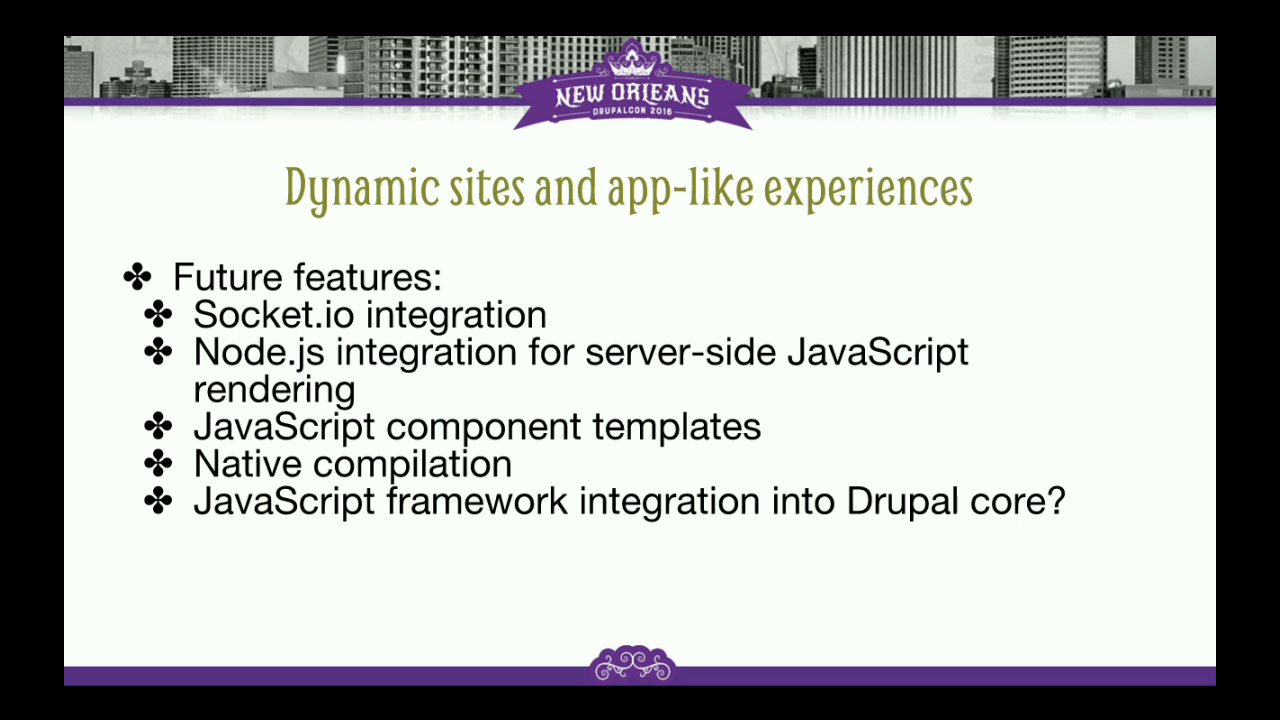 NEW ORLEANS
DRUPALCON 2016
Dynamic sites and app-like experiences
✤ Future features:
✤ Socket.io integration
✤ Node.js integration for server-side JavaScript
rendering
✤ JavaScript component templates
✤ Native compilation
✤ JavaScript framework integration into Drupal core?